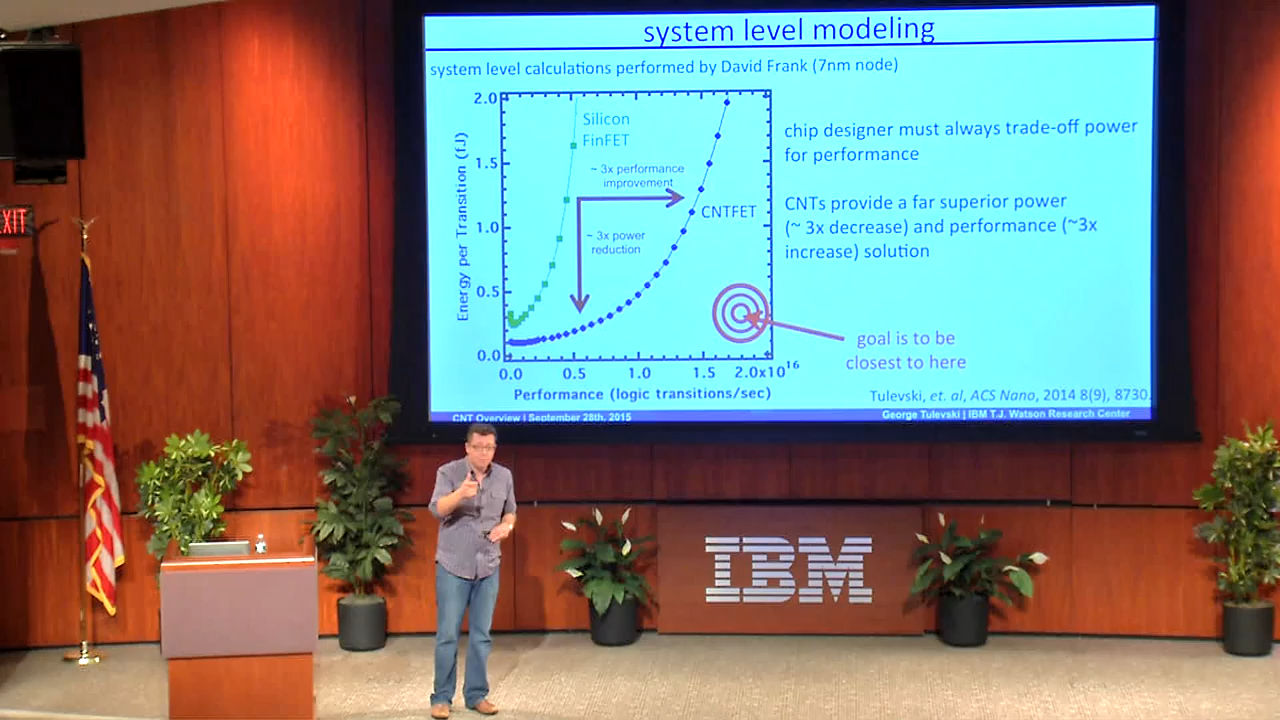 system level modeling
system level calculations performed by David Frank (7nm node)
2.0
1.5
1.0
0.5
0.0
Energy per Transition (fJ)
Silicon
FinFET
~ 3x performance
improvement
~ 3x power
reduction
CNTFET
0.0 0.5 1.0 1.5 2.0x10^16
Performance (logic transitions/sec)
chip designer must always trade-off power
for performance
CNTs provide a far superior power
(~ 3x decrease) and performance (~3x
increase) solution
goal is to be
closest to here
Tulevski, et. al, ACS Nano, 2014 8(9), 8730.
CNT Overview | September 28th, 2015
George Tulevski | IBM T.J. Watson Research Center
EXIT
IBM